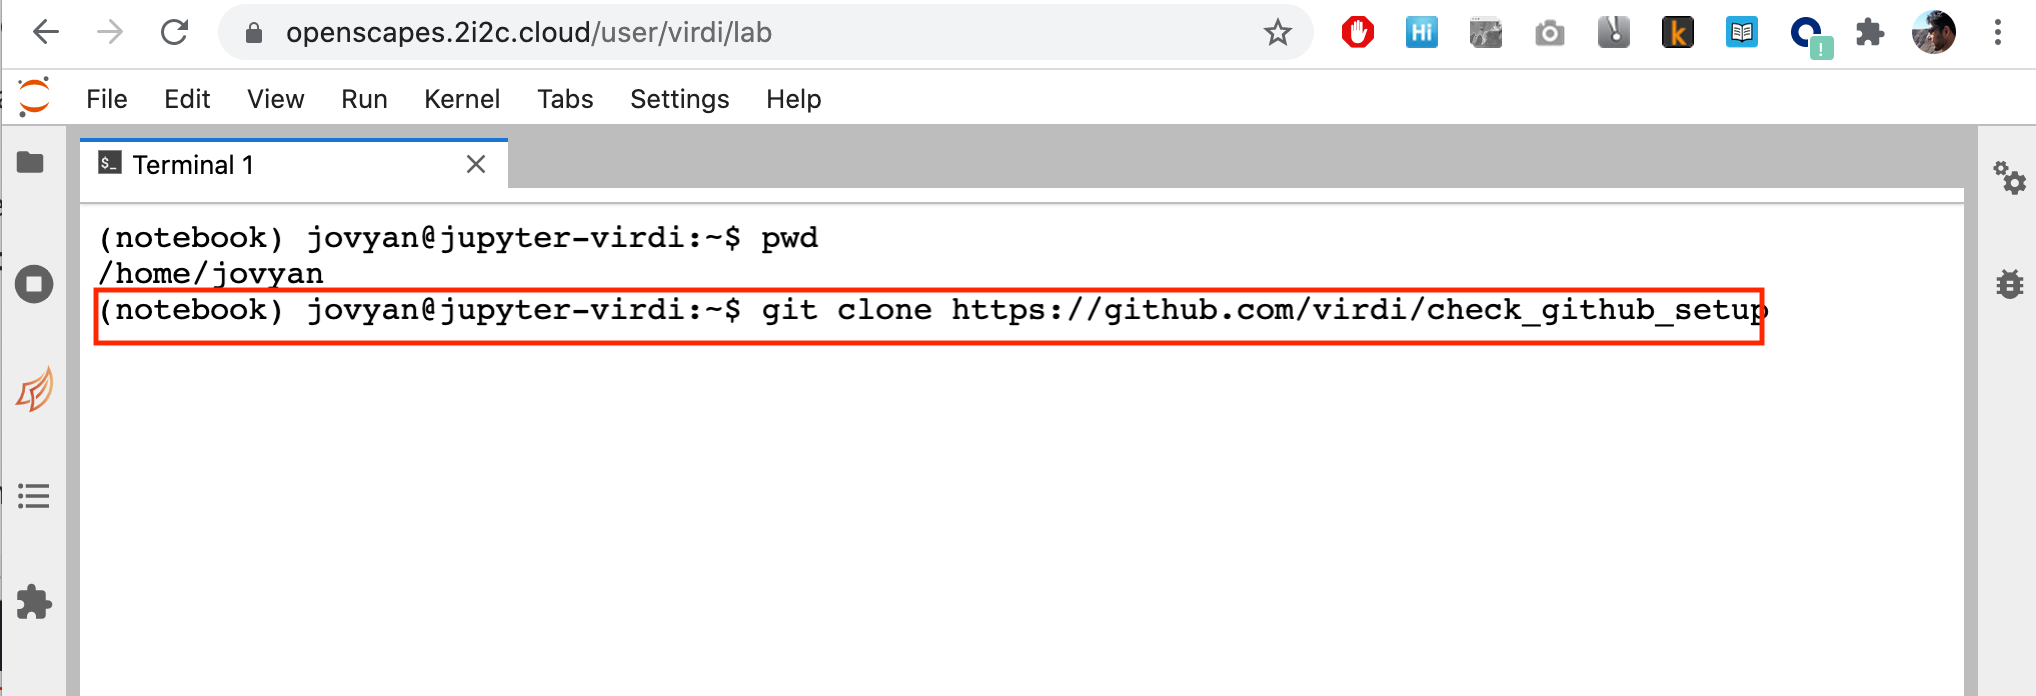 openscapes.2i2c.cloud/user/virdi/lab
Hi
k
!
File Edit View Run Kernel Tabs Settings Help
$_ Terminal 1
(notebook) jovyan@jupyter-virdi:~$ pwd
/home/jovyan
(notebook) jovyan@jupyter-virdi:~$ git clone https://github.com/virdi/check_github_setup